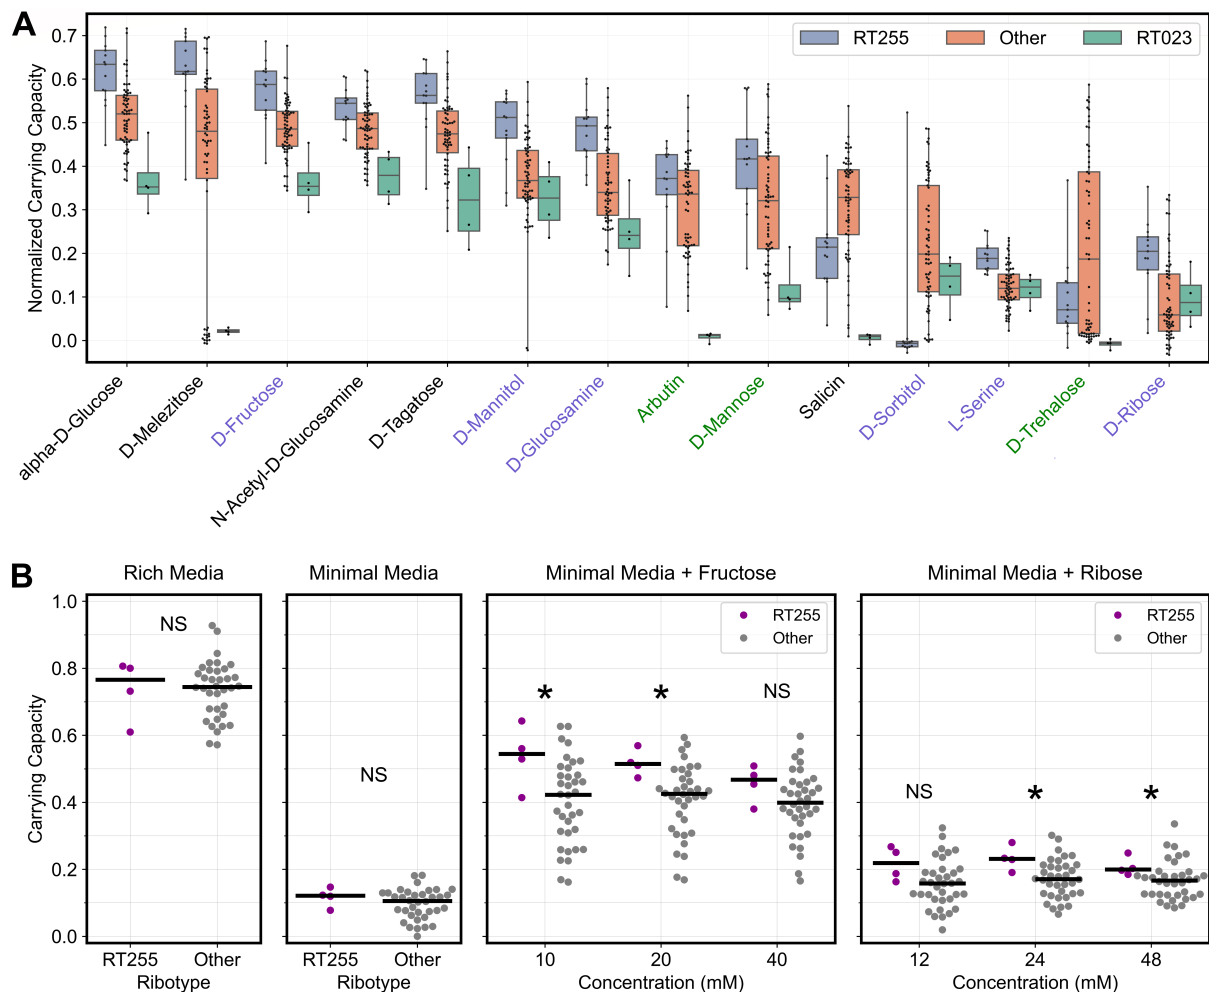 A
RT255 Other RT023
Normalized Carrying Capacity
0.7
0.6
0.5
0.4
0.3
0.2
0.1
0.0
alpha-D-Glucose
D-Melezitose
D-Fructose
N-Acetyl-D-Glucosamine
D-Tagatose
D-Mannitol
D-Glucosamine
Arbutin
D-Mannose
Salicin
D-Sorbitol
L-Serine
D-Trehalose
D-Ribose
B
Rich Media
Minimal Media
Minimal Media + Fructose
Minimal Media + Ribose
Carrying Capacity
1.0
0.8
0.6
0.4
0.2
0.0
NS
RT255 Other
Ribotype
NS
RT255 Other
Ribotype
RT255
Other
* * NS
10 20 40
Concentration (mM)
RT255
Other
NS * *
12 24 48
Concentration (mM)